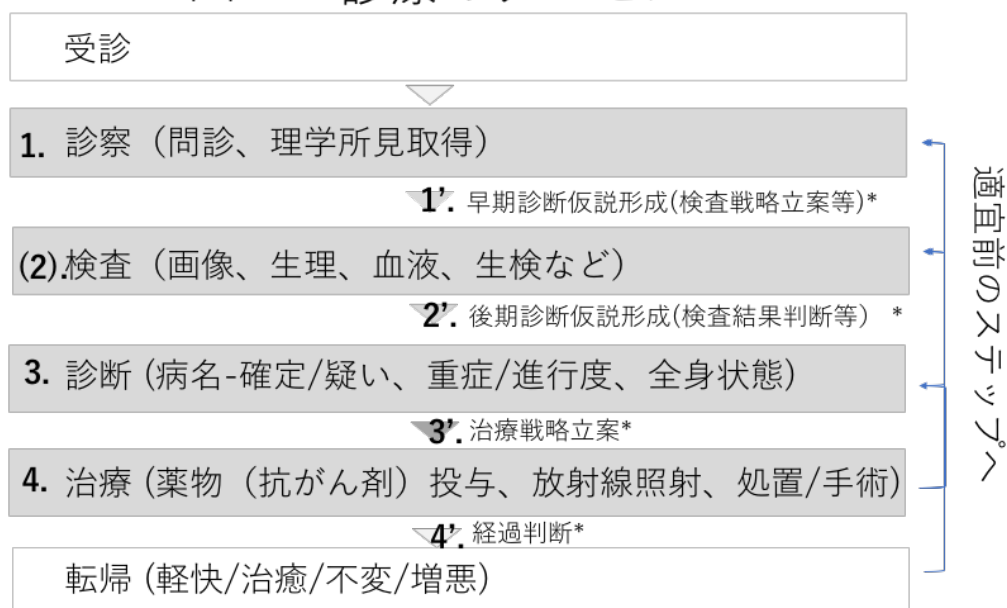 受診
1. 診察（問診、理学所見取得）
1'. 早期診断仮説形成(検査戦略立案等)*
(2).検査（画像、生理、血液、生検など）
2'. 後期診断仮説形成(検査結果判断等） *
3. 診断 (病名-確定/疑い、重症/進行度、全身状態)
3'. 治療戦略立案*
4. 治療 (薬物（抗がん剤）投与、放射線照射、処置/手術)
4'. 経過判断*
転帰 (軽快/治癒/不変/増悪)
適宜前のステップへ